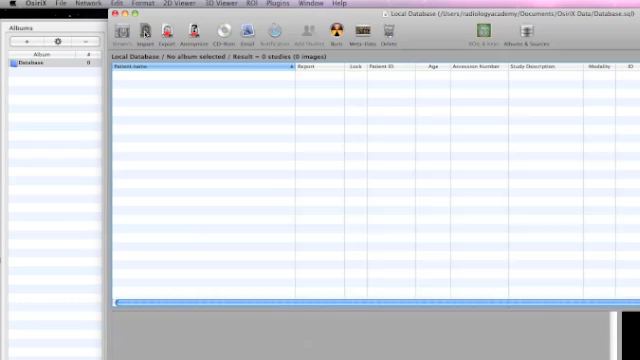 OsiriX File Network Edit Format 2D Viewer 3D Viewer ROI Plugins Window Help
Local Database (/Users/radiologyacademy/Documents/OsiriX Data/Database.sql)
Albums
+ −
Album #
Database 0
Import Export Anonymize CD-Rom Email Notification Add Studies Burn Meta-Data Delete ROIs & Keys Albums & Sources
Local Database / No album selected / Result = 0 studies (0 images)
Patient name Report Lock Patient ID Age Accession Number Study Description Modality ID